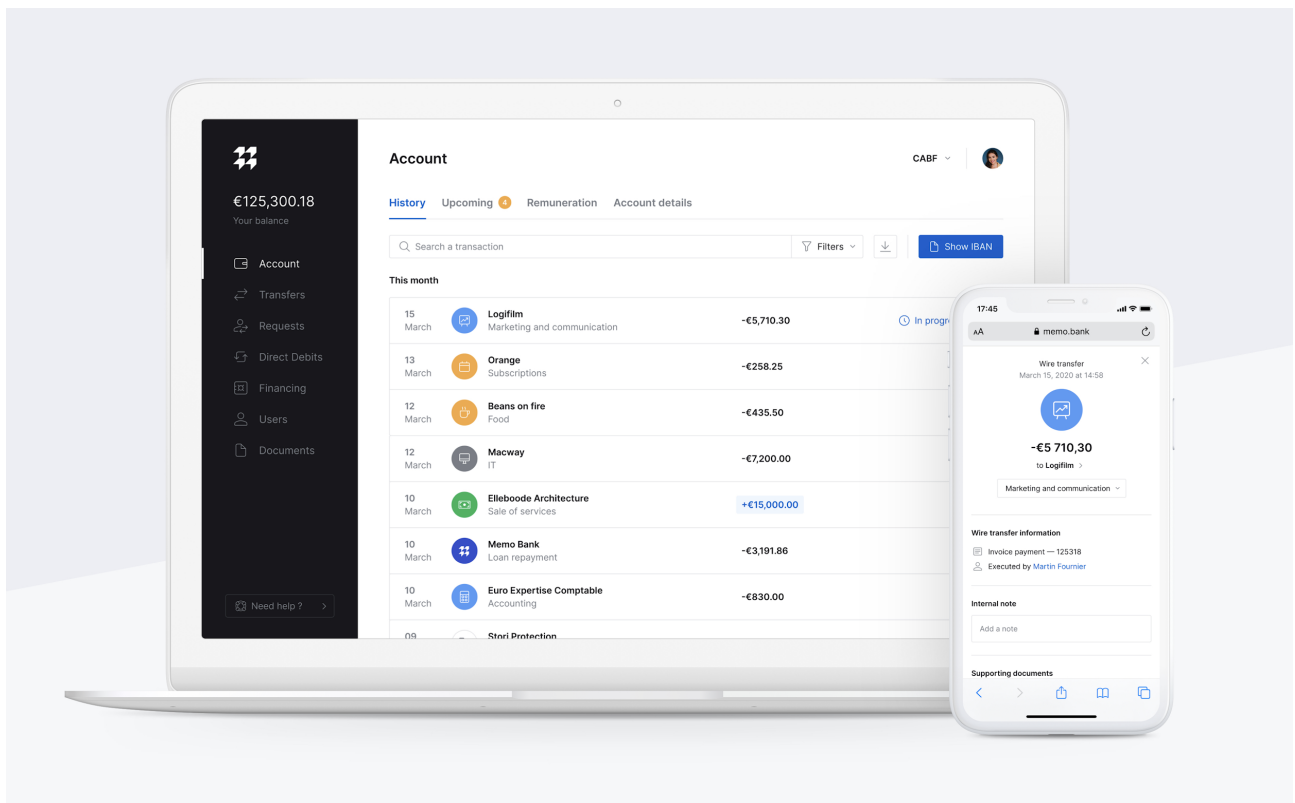 €125,300.18
Your balance
Account
Transfers
Requests
Direct Debits
Financing
Users
Documents
Need help ?
Account
CABF
History Upcoming 4 Remuneration Account details
Search a transaction
Filters
Show IBAN
This month
15 March
Logifilm
Marketing and communication
-€5,710.30
In progr
13 March
Orange
Subscriptions
-€258.25
12 March
Beans on fire
Food
-€435.50
12 March
Macway
IT
-€7,200.00
10 March
Elleboode Architecture
Sale of services
+€15,000.00
10 March
Memo Bank
Loan repayment
-€3,191.86
10 March
Euro Expertise Comptable
Accounting
-€830.00
09
Stori Protection
17:45
AA memo.bank
Wire transfer
March 15, 2020 at 14:58
-€5 710,30
to Logifilm
Marketing and communication
Wire transfer information
Invoice payment — 125318
Executed by Martin Fournier
Internal note
Add a note
Supporting documents